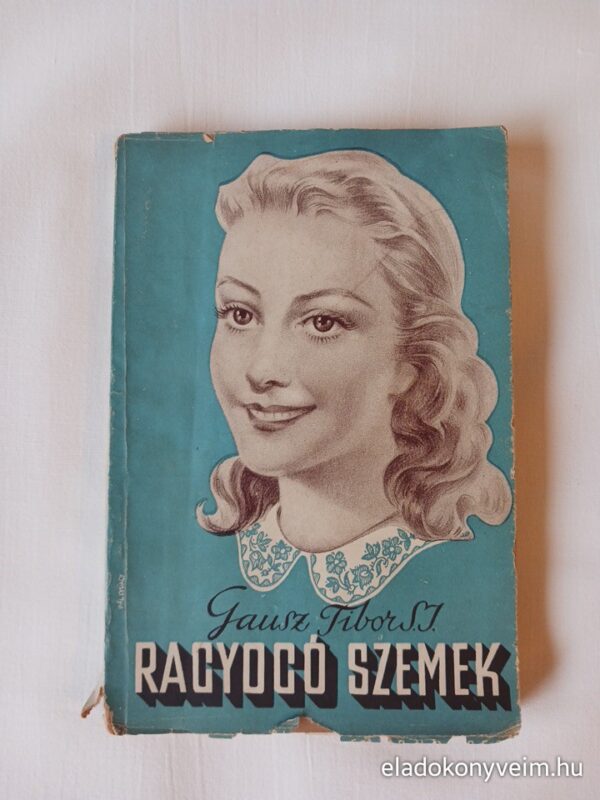 Gausz Tibor S.J.
RAGYOGÓ SZEMEK
eladokonyveim.hu